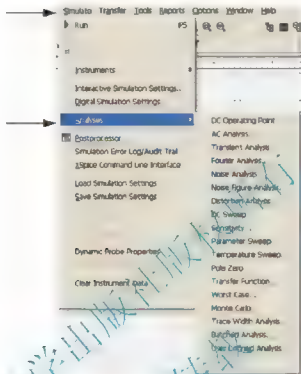 Simulate Transfer Tools Reports Options Window Help
Run F5
Instruments
Interactive Simulation Settings...
Digital Simulation Settings
Analyses
Postprocessor
Simulation Error Log/Audit Trail
XSpice Command Line Interface
Load Simulation Settings
Save Simulation Settings
Dynamic Probe Properties
Clear Instrument Data
DC Operating Point
AC Analysis
Transient Analysis
Fourier Analysis
Noise Analysis
Noise Figure Analysis
Distortion Analysis
DC Sweep
Sensitivity
Parameter Sweep
Temperature Sweep
Pole Zero
Transfer Function
Worst Case
Monte Carlo
Trace Width Analysis
Batched Analysis
User Defined Analysis